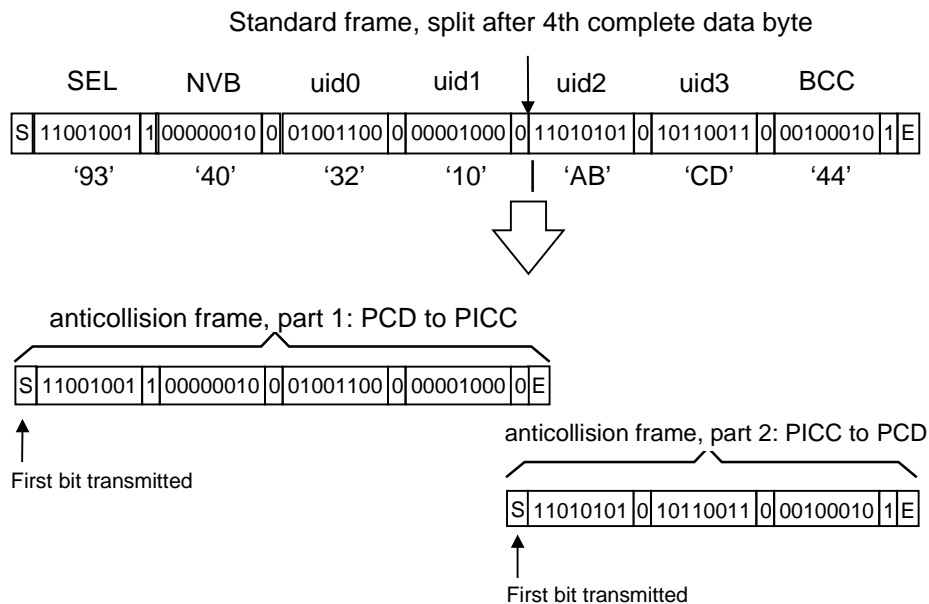 Standard frame, split after 4th complete data byte
SEL NVB uid0 uid1 uid2 uid3 BCC
S 11001001 1 00000010 0 01001100 0 00001000 0 11010101 0 10110011 0 00100010 1 E
‘93’ ‘40’ ‘32’ ‘10’ ‘AB’ ‘CD’ ‘44’
anticollision frame, part 1: PCD to PICC
S 11001001 1 00000010 0 01001100 0 00001000 0 E
First bit transmitted
anticollision frame, part 2: PICC to PCD
S 11010101 0 10110011 0 00100010 1 E
First bit transmitted